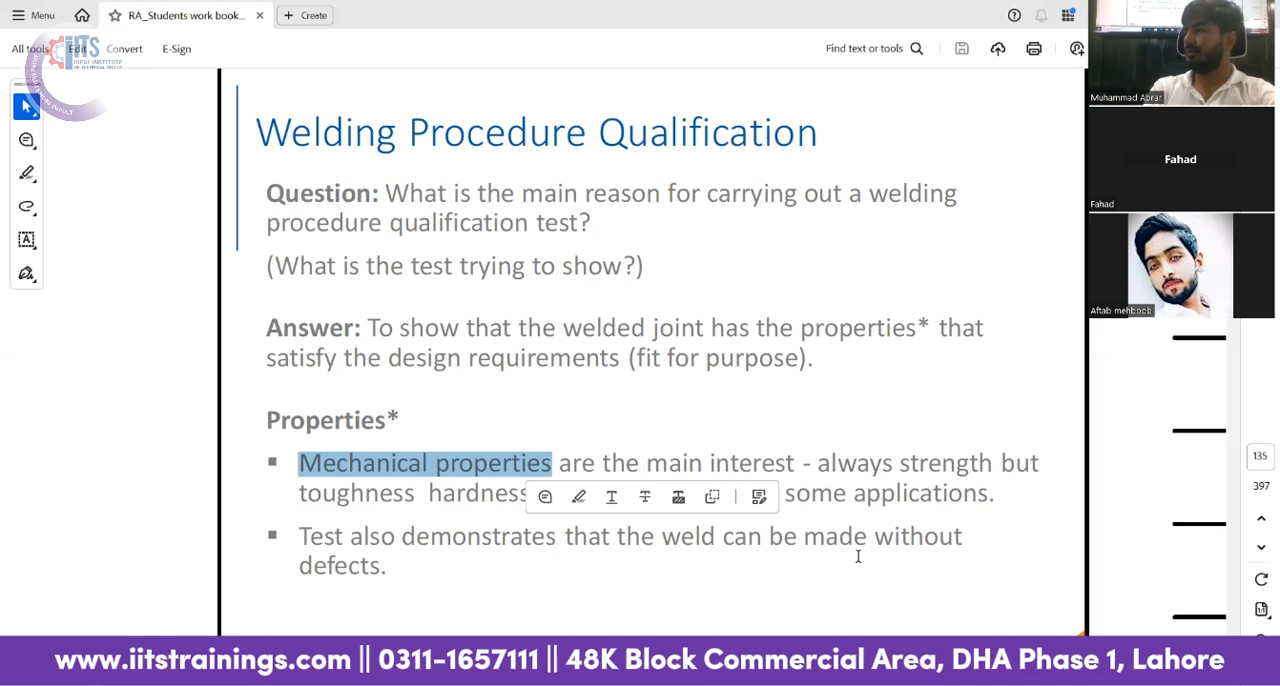 Menu
RA_Students work book...
Create
All tools
Edit
Convert
E-Sign
Find text or tools
IITS
IDEAL INSTITUTE
Muhammad Abrar
Fahad
Fahad
Aftab mehboob
Welding Procedure Qualification
Question: What is the main reason for carrying out a welding
procedure qualification test?
(What is the test trying to show?)
Answer: To show that the welded joint has the properties* that
satisfy the design requirements (fit for purpose).
Properties*
▪ Mechanical properties are the main interest - always strength but
toughness hardness some applications.
▪ Test also demonstrates that the weld can be made without
defects.
135
397
www.iitstrainings.com || 0311-1657111 || 48K Block Commercial Area, DHA Phase 1, Lahore